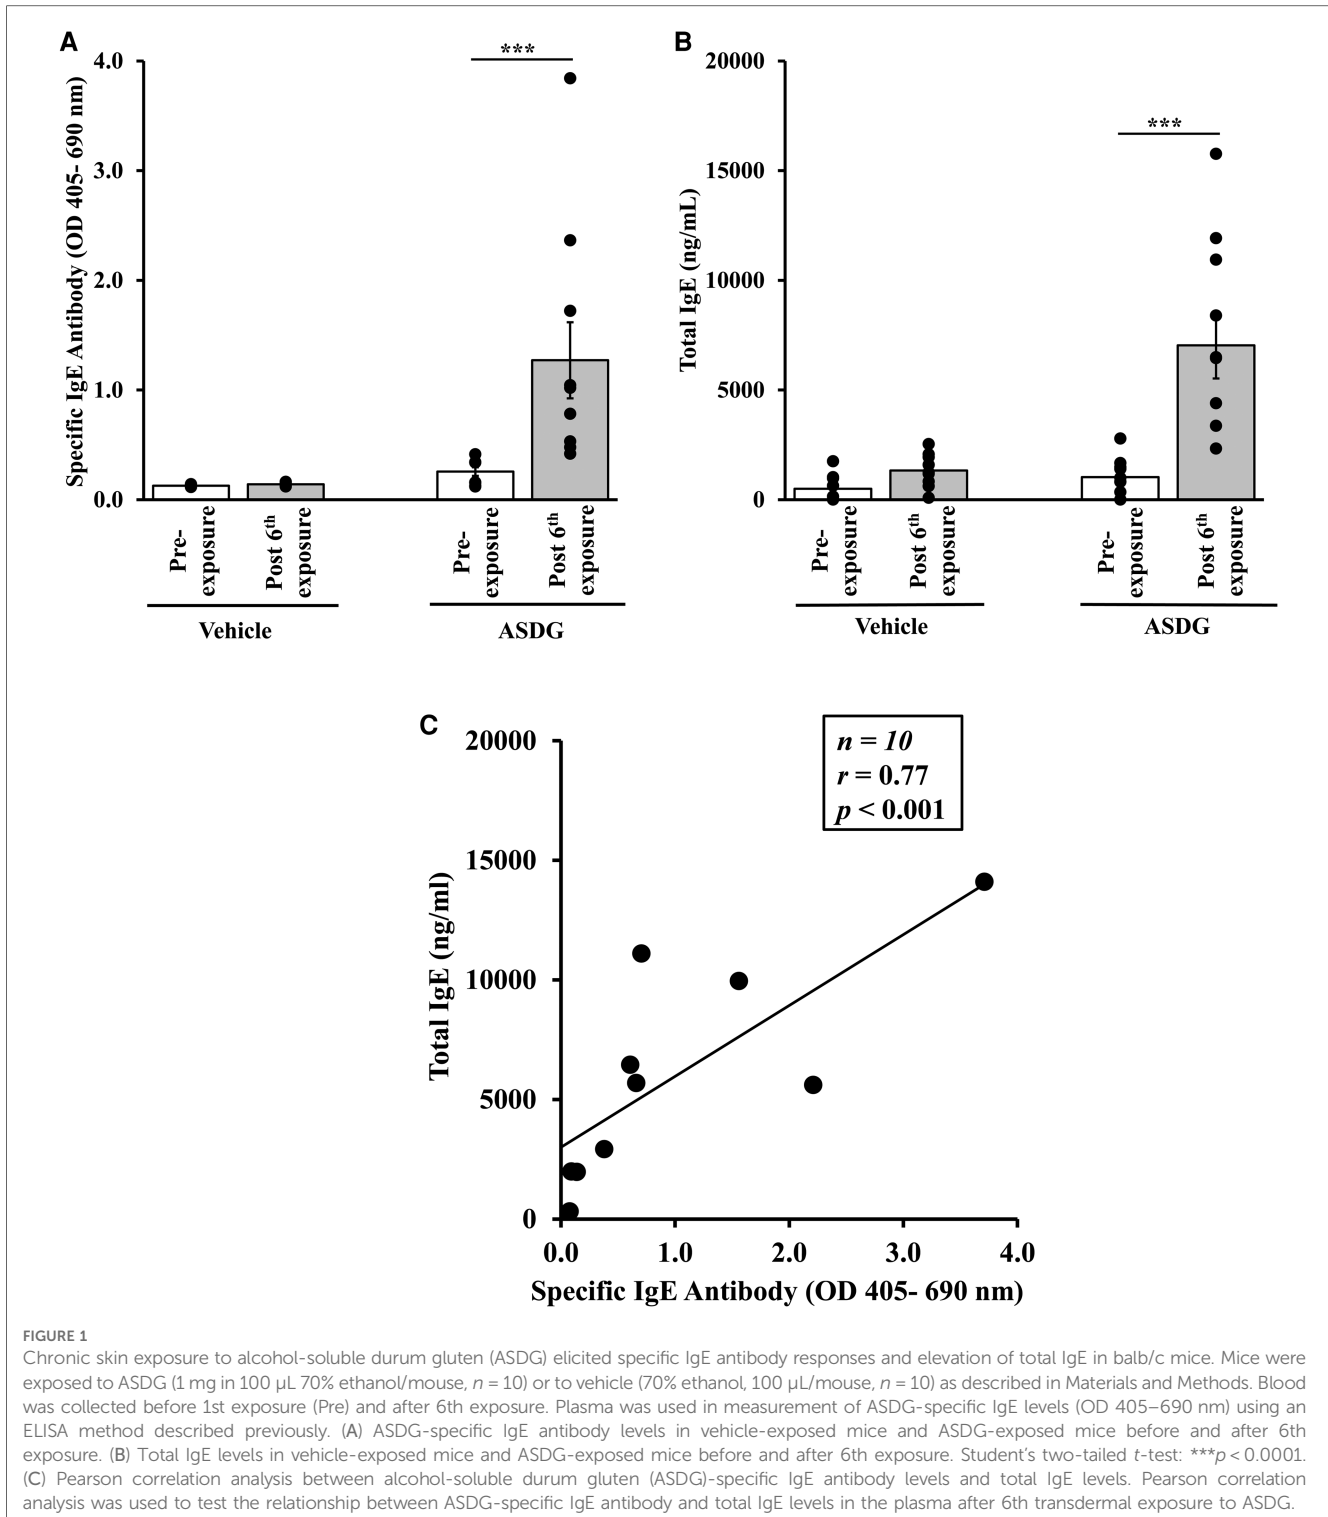 A
Specific IgE Antibody (OD 405- 690 nm)
4.0
3.0
2.0
1.0
0.0
***
Pre-
exposure
Post 6th
exposure
Pre-
exposure
Post 6th
exposure
Vehicle
ASDG
B
Total IgE (ng/mL)
20000
15000
10000
5000
0
***
Pre-
exposure
Post 6th
exposure
Pre-
exposure
Post 6th
exposure
Vehicle
ASDG
C
Total IgE (ng/ml)
20000
15000
10000
5000
0
n = 10
r = 0.77
p < 0.001
0.0 1.0 2.0 3.0 4.0
Specific IgE Antibody (OD 405- 690 nm)
FIGURE 1
Chronic skin exposure to alcohol-soluble durum gluten (ASDG) elicited specific IgE antibody responses and elevation of total IgE in balb/c mice. Mice were
exposed to ASDG (1 mg in 100 µL 70% ethanol/mouse, n = 10) or to vehicle (70% ethanol, 100 µL/mouse, n = 10) as described in Materials and Methods. Blood
was collected before 1st exposure (Pre) and after 6th exposure. Plasma was used in measurement of ASDG-specific IgE levels (OD 405–690 nm) using an
ELISA method described previously. (A) ASDG-specific IgE antibody levels in vehicle-exposed mice and ASDG-exposed mice before and after 6th
exposure. (B) Total IgE levels in vehicle-exposed mice and ASDG-exposed mice before and after 6th exposure. Student's two-tailed t-test: ***p < 0.0001.
(C) Pearson correlation analysis between alcohol-soluble durum gluten (ASDG)-specific IgE antibody levels and total IgE levels. Pearson correlation
analysis was used to test the relationship between ASDG-specific IgE antibody and total IgE levels in the plasma after 6th transdermal exposure to ASDG.